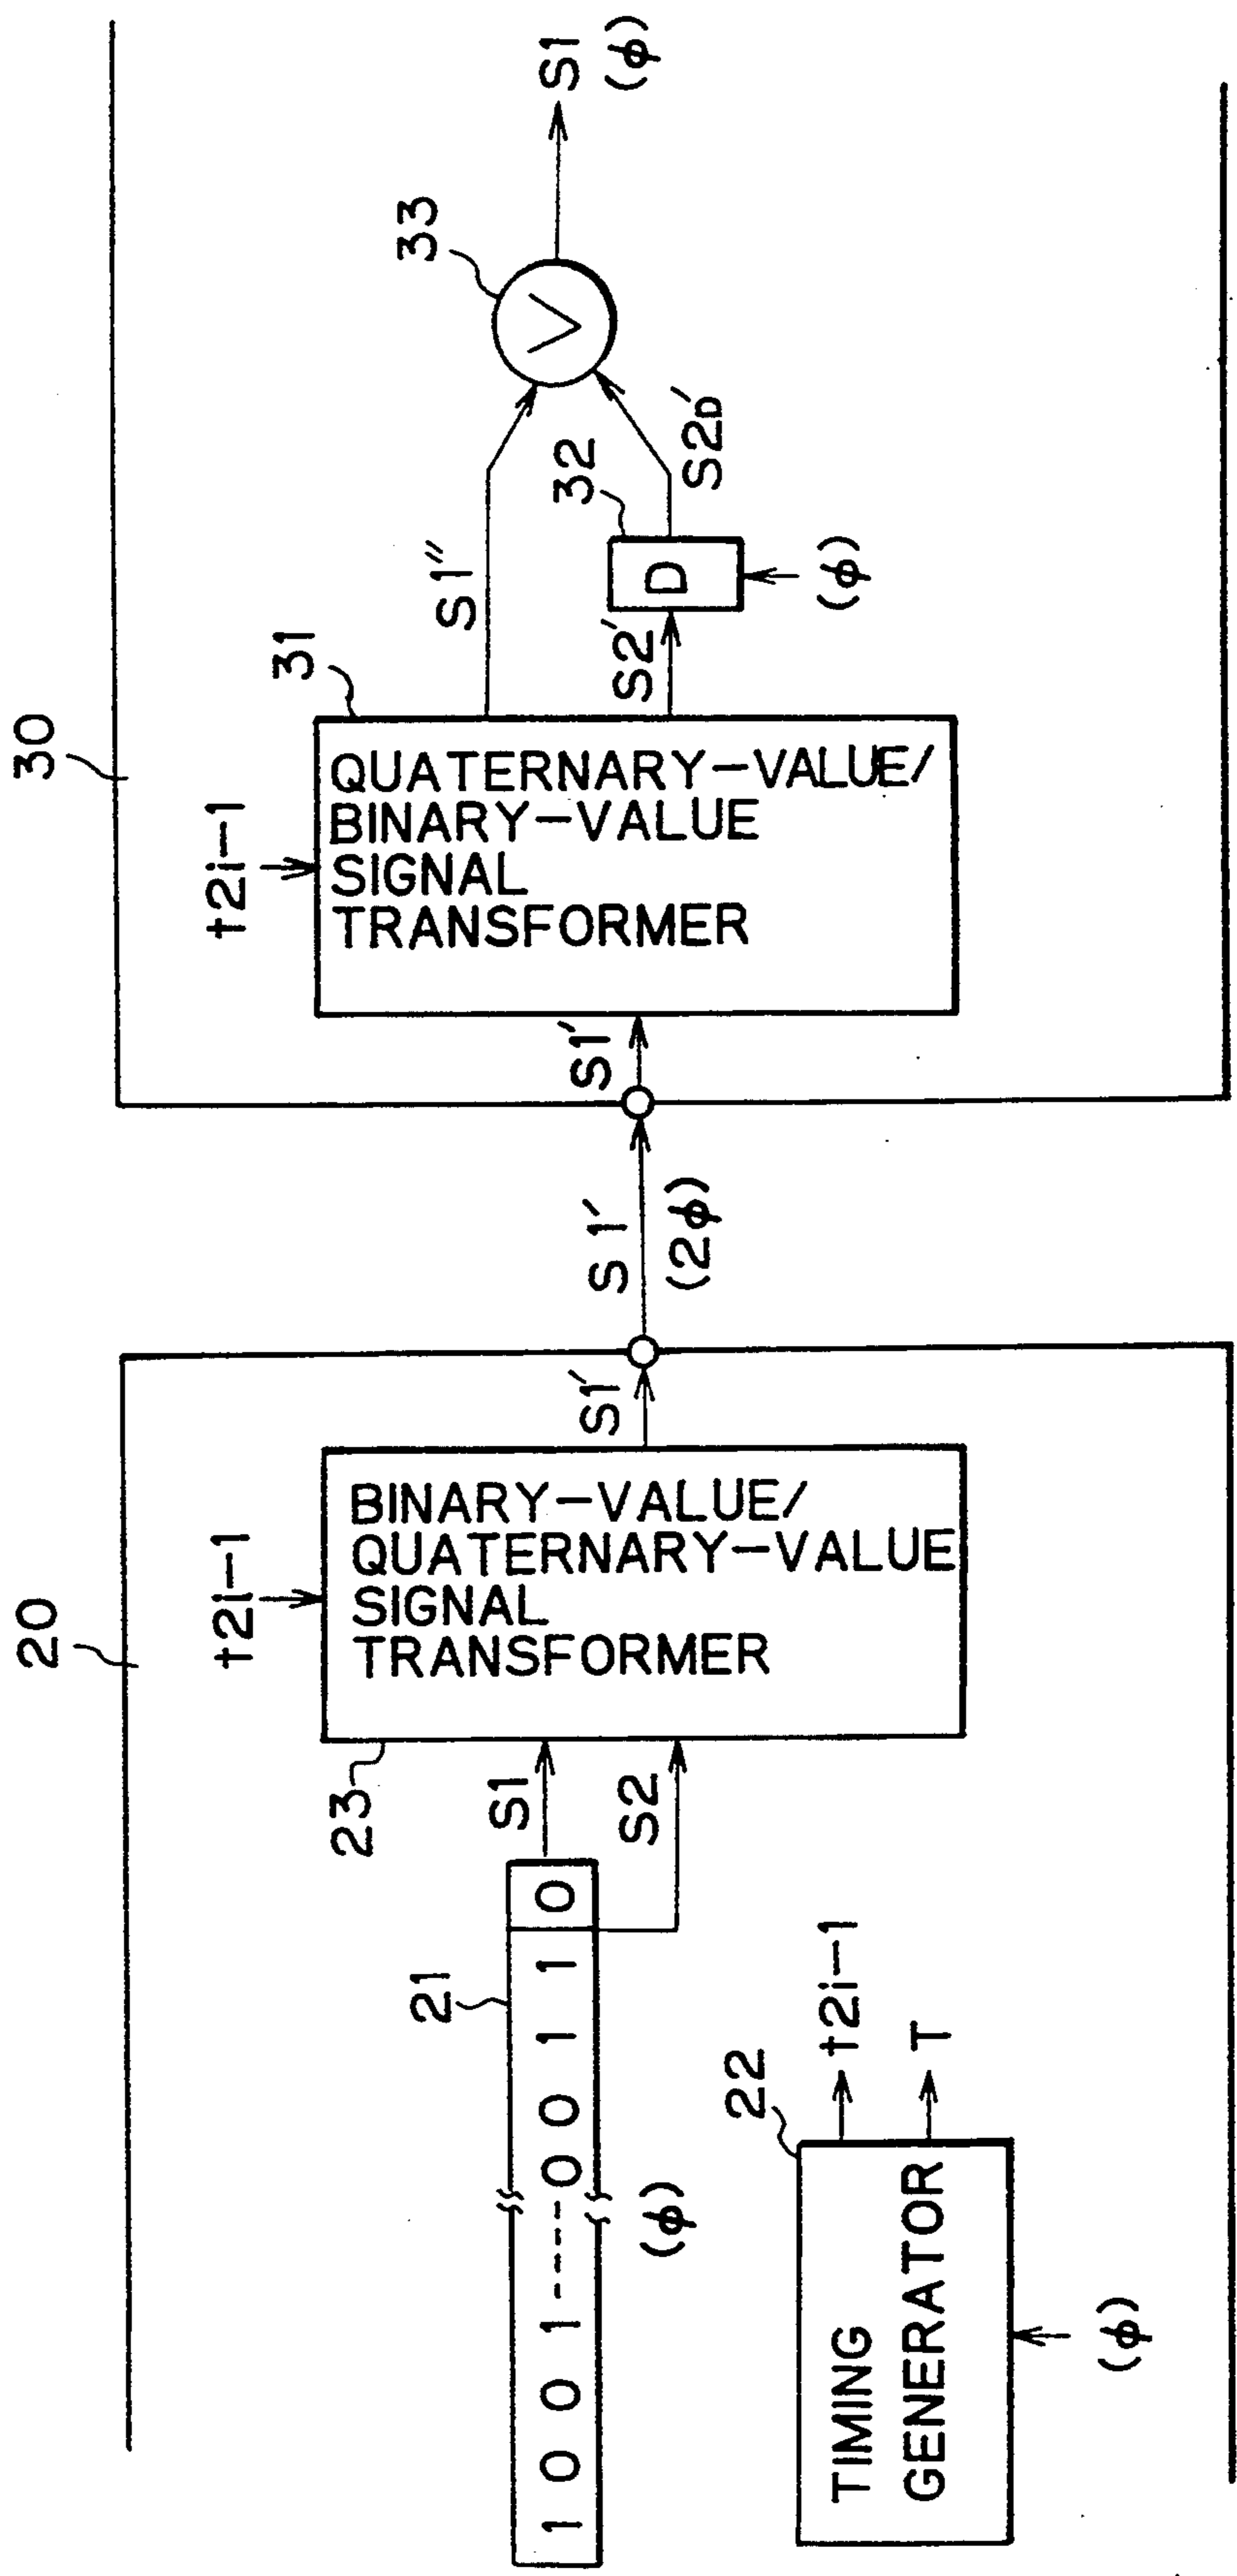 20
21
1 0 0 1----0 0 1 1 0
(ϕ)
S1
S2
22
TIMING
GENERATOR
t2i-1
T
(ϕ)
t2i-1
23
BINARY-VALUE/
QUATERNARY-VALUE
SIGNAL
TRANSFORMER
S1'
S1'
(2ϕ)
30
S1'
t2i-1
31
QUATERNARY-VALUE/
BINARY-VALUE
SIGNAL
TRANSFORMER
S1''
S2'
32
D
(ϕ)
S2D'
33
V
S1
(ϕ)